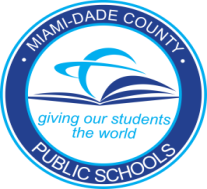 • MIAMI-DADE COUNTY •
giving our students
the world
PUBLIC SCHOOLS